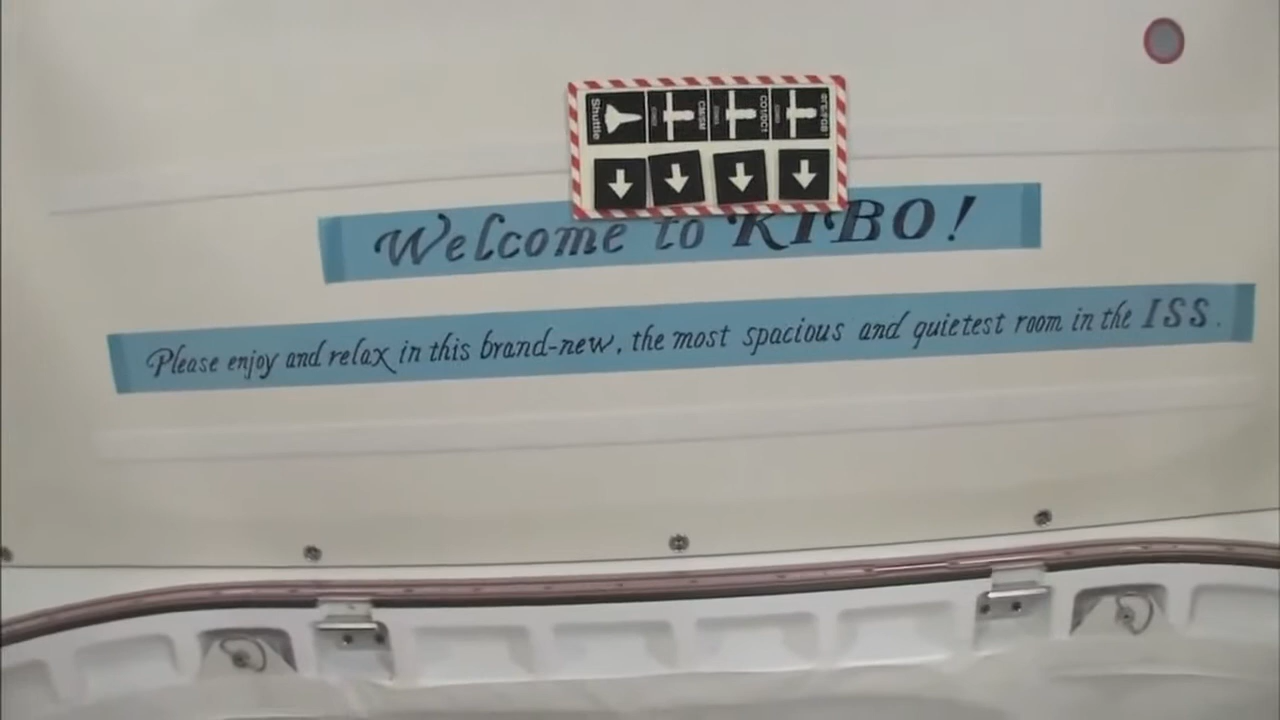 Shuttle
Welcome to KIBO!
Please enjoy and relax in this brand-new, the most spacious and quietest room in the ISS.